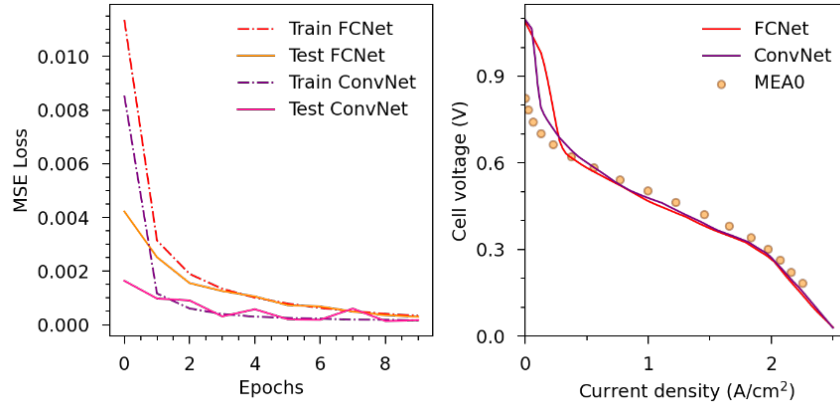 Train FCNet
Test FCNet
Train ConvNet
Test ConvNet
MSE Loss
0.010
0.008
0.006
0.004
0.002
0.000
0 2 4 6 8
Epochs
FCNet
ConvNet
MEA0
Cell voltage (V)
0.9
0.6
0.3
0.0
0 1 2
Current density (A/cm²)